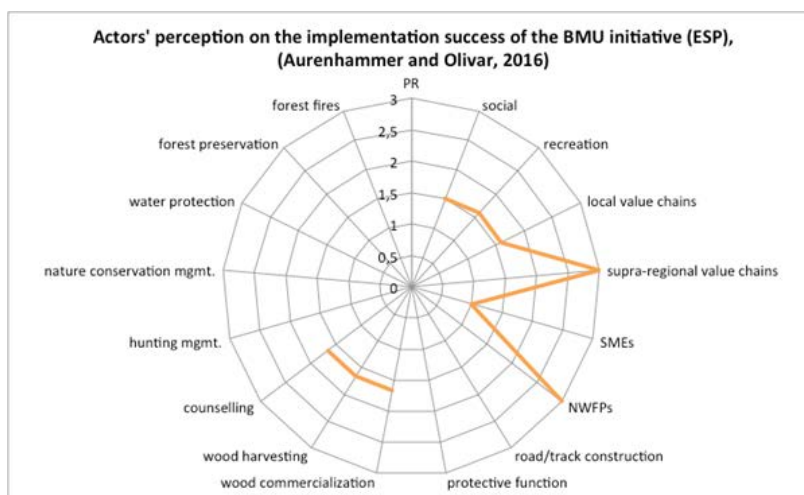 Actors' perception on the implementation success of the BMU initiative (ESP),
(Aurenhammer and Olivar, 2016)
PR
forest fires
3
social
forest preservation
2,5
recreation
2
water protection
1,5
local value chains
1
nature conservation mgmt.
0,5
supra-regional value chains
0
hunting mgmt.
SMEs
counselling
NWFPs
wood harvesting
road/track construction
wood commercialization
protective function